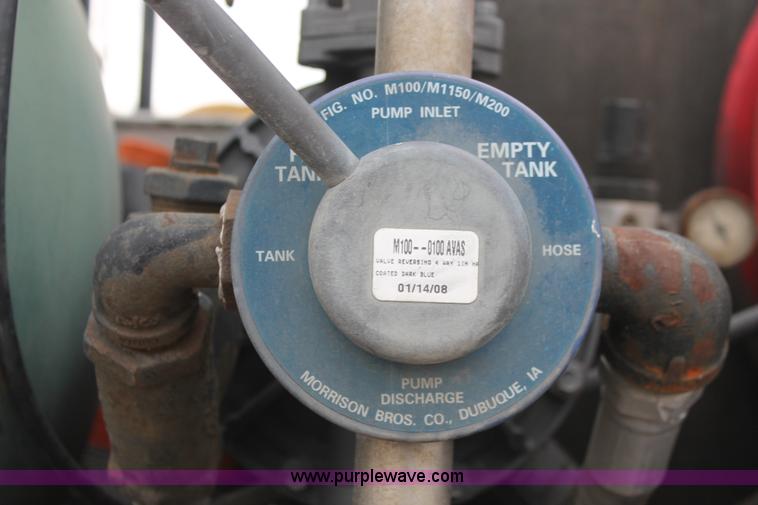 FIG. NO. M100/M1150/M200
PUMP INLET
TANK
EMPTY
TANK
TANK
HOSE
M100--0100 AVAS
VALVE REVERSING 4 WAY 1IN
COATED DARK BLUE
01/14/08
PUMP
DISCHARGE
MORRISON BROS. CO., DUBUQUE, IA
www.purplewave.com